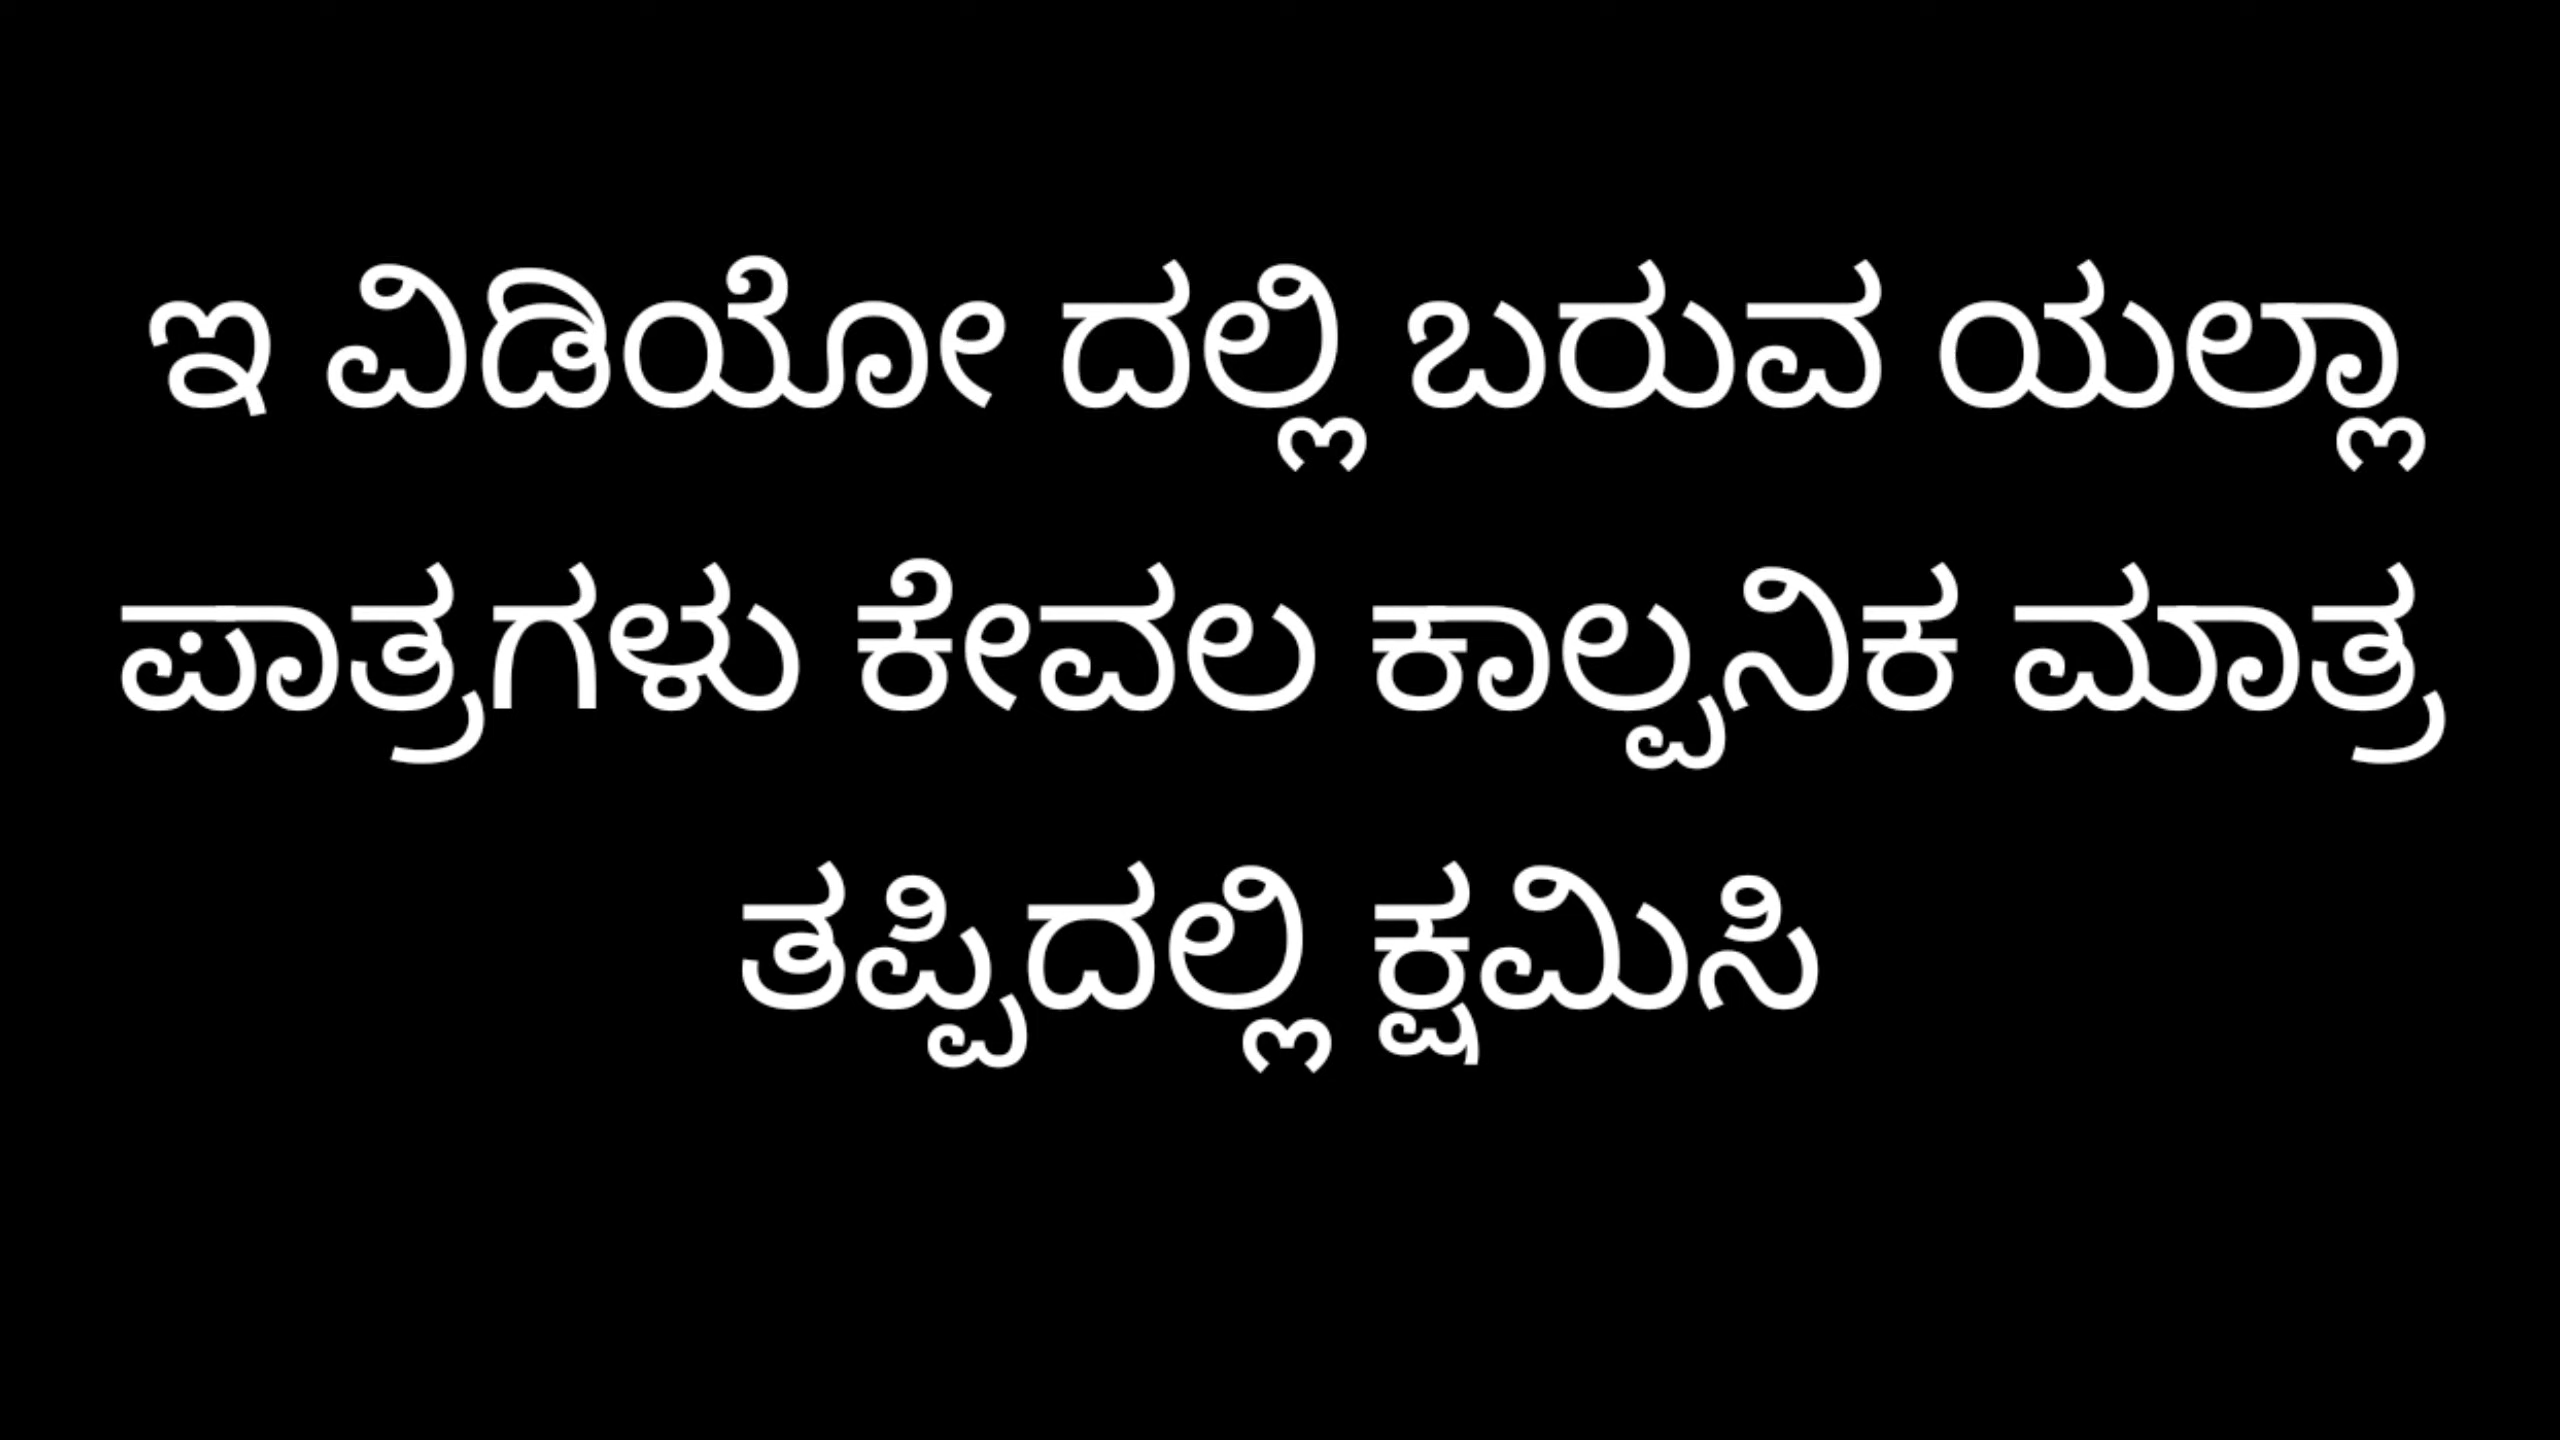 ಇ ವಿಡಿಯೋ ದಲ್ಲಿ ಬರುವ ಯಲ್ಲಾ
ಪಾತ್ರಗಳು ಕೇವಲ ಕಾಲ್ಪನಿಕ ಮಾತ್ರ
ತಪ್ಪಿದಲ್ಲಿ ಕ್ಷಮಿಸಿ